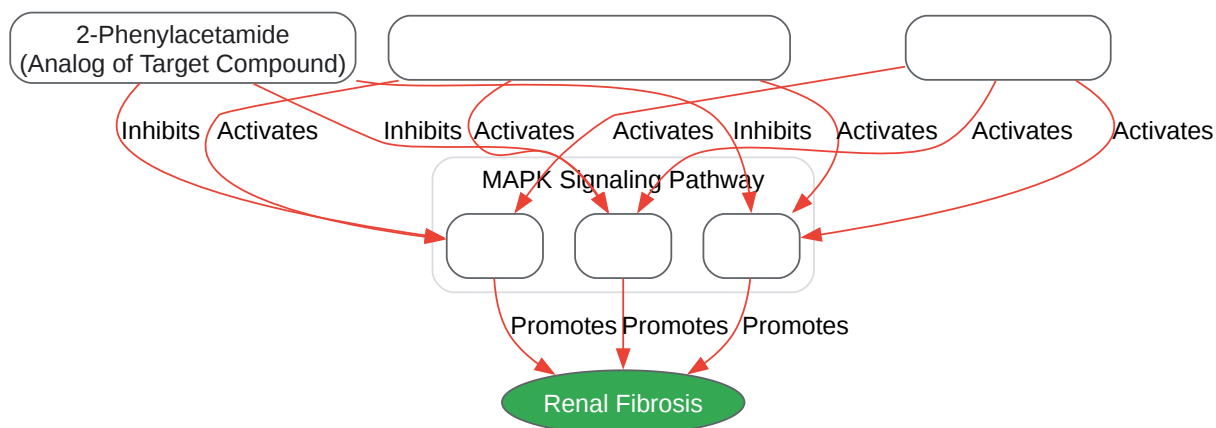 2-Phenylacetamide
(Analog of Target Compound)
Inhibits
Activates
Inhibits
Activates
Activates
Inhibits
Activates
Activates
Activates
MAPK Signaling Pathway
Promotes
Promotes
Promotes
Renal Fibrosis